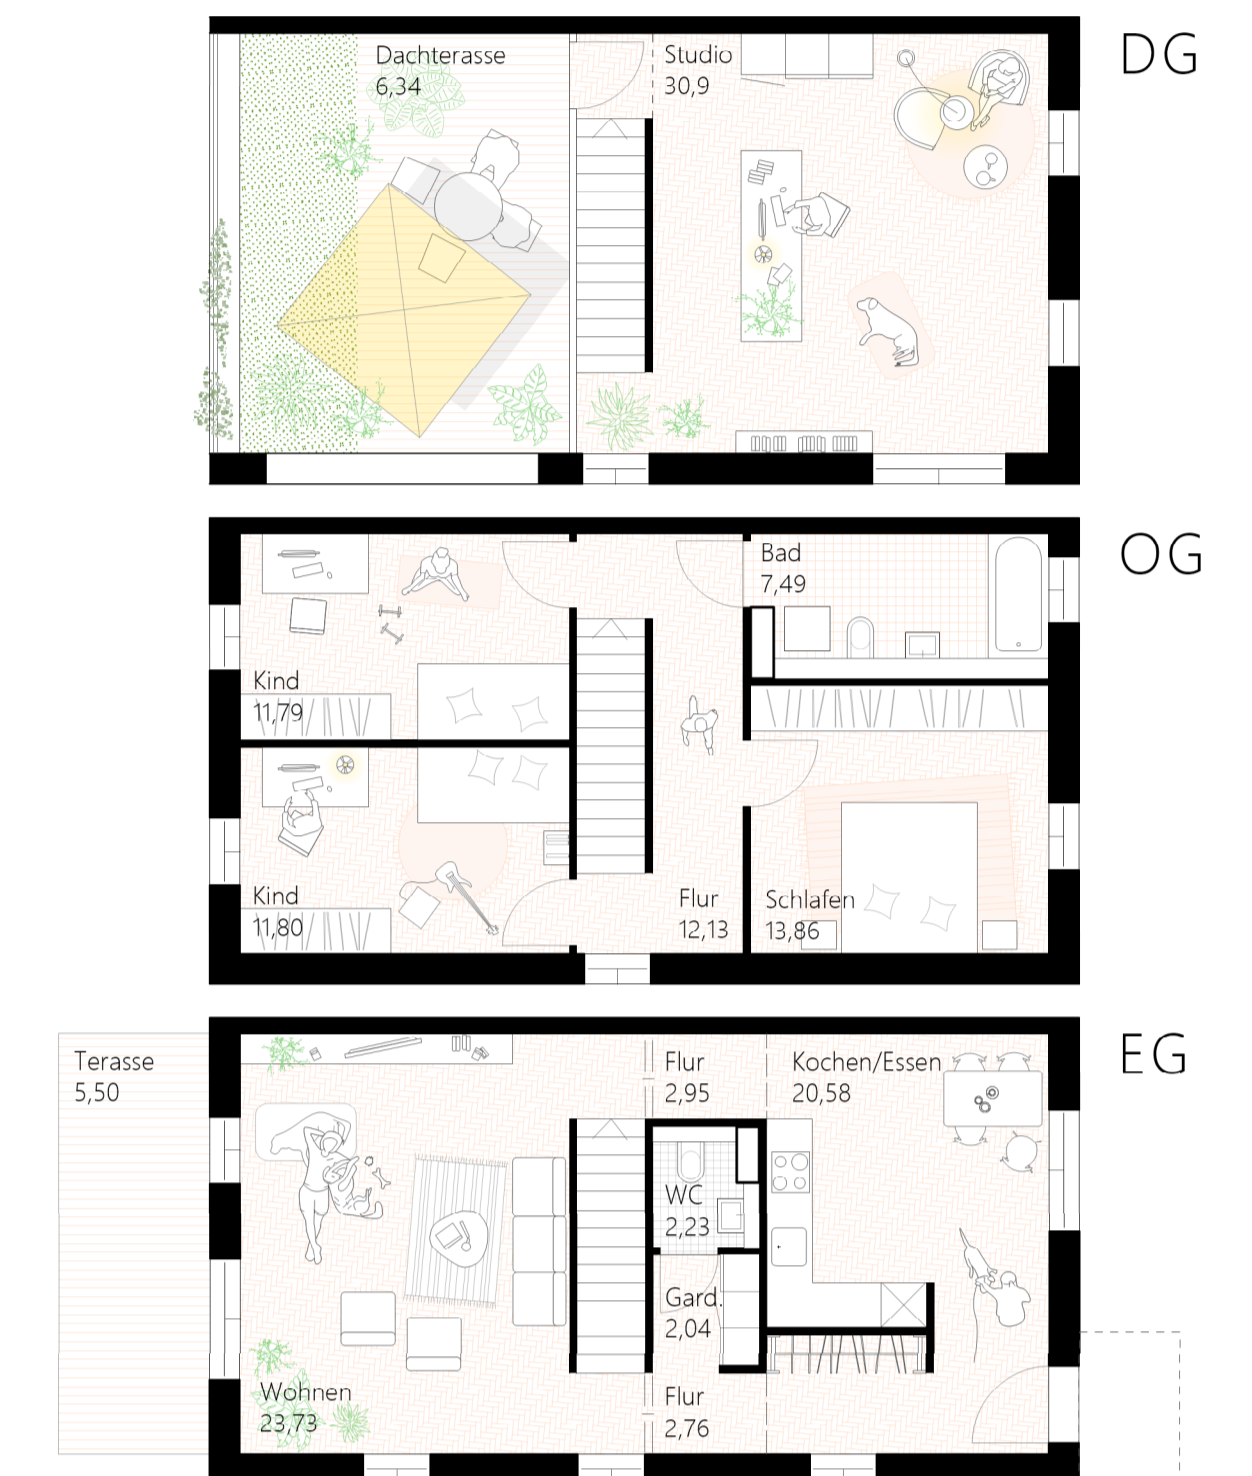 Dachterasse
6,34
Studio
30,9
DG
Bad
7,49
OG
Kind
11,79
Kind
11,80
Flur
12,13
Schlafen
13,86
Terasse
5,50
Flur
2,95
Kochen/Essen
20,58
EG
WC
2,23
Gard.
2,04
Wohnen
23,73
Flur
2,76